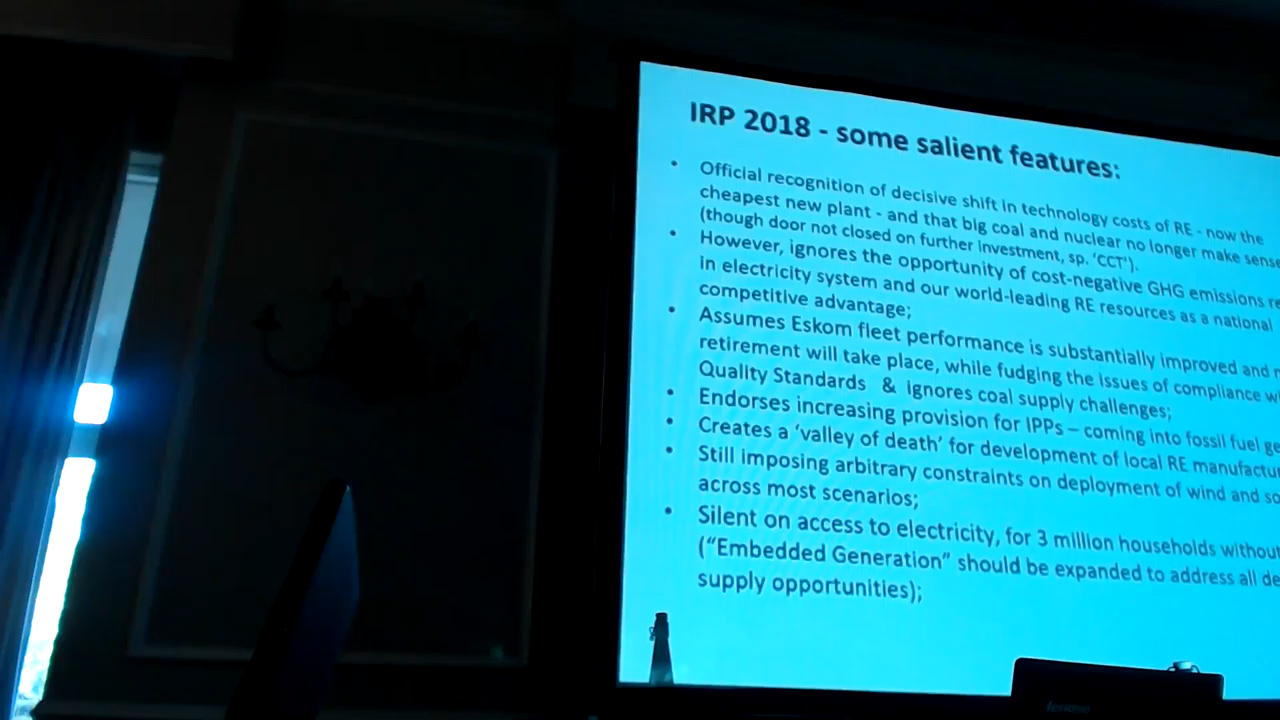 IRP 2018 - some salient features:
• Official recognition of decisive shift in technology costs of RE - now the
cheapest new plant - and that big coal and nuclear no longer make sense
(though door not closed on further investment, sp. 'CCT').
• However, ignores the opportunity of cost-negative GHG emissions
in electricity system and our world-leading RE resources as a national
competitive advantage;
• Assumes Eskom fleet performance is substantially improved and
retirement will take place, while fudging the issues of compliance
Quality Standards & ignores coal supply challenges;
• Endorses increasing provision for IPPs – coming into fossil fuel
• Creates a 'valley of death' for development of local RE
• Still imposing arbitrary constraints on deployment of wind and
across most scenarios;
• Silent on access to electricity, for 3 million households without
("Embedded Generation" should be expanded to address all
supply opportunities);